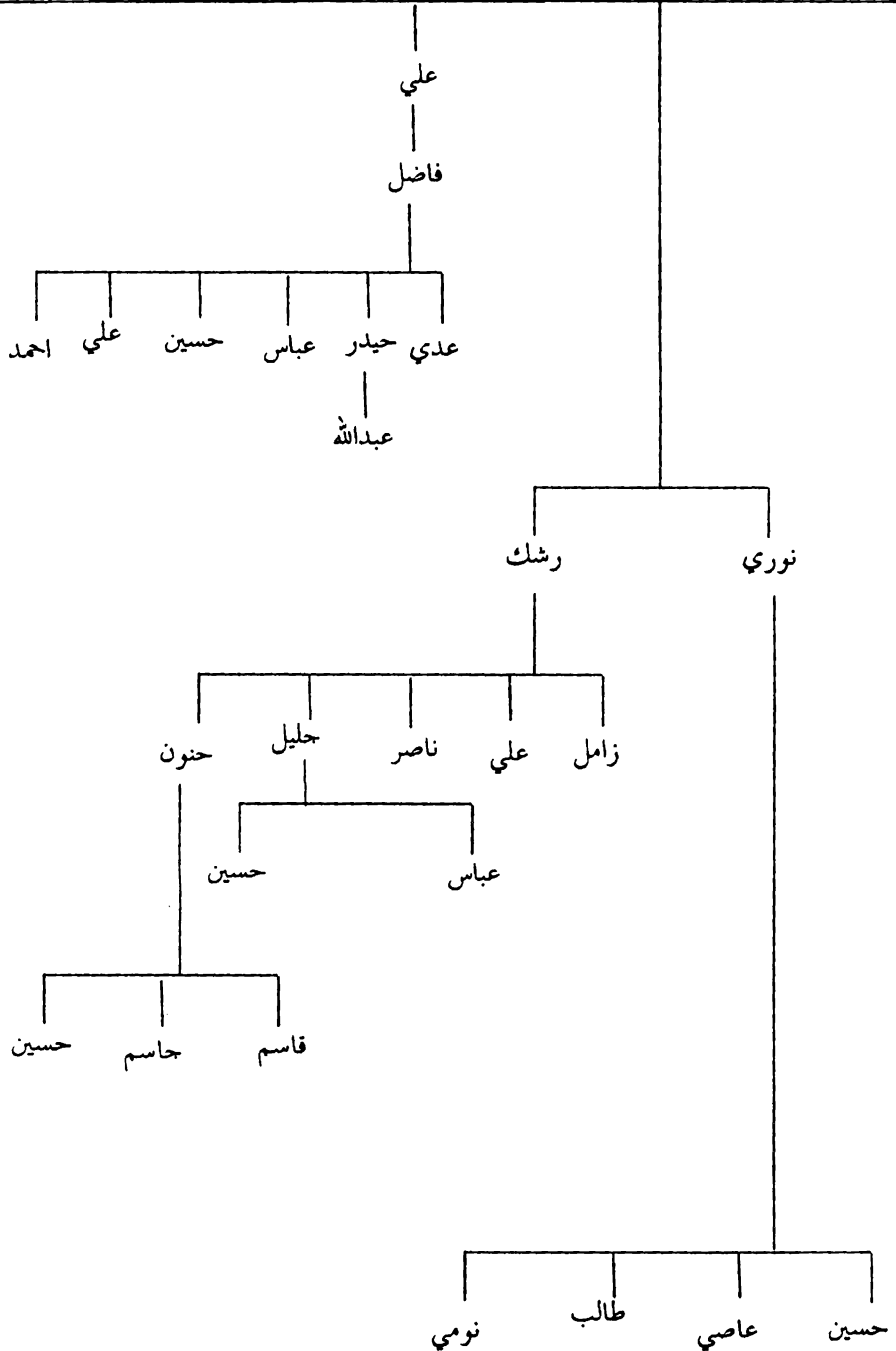 علي
فاضل
عدي حيدر عباس حسين علي احمد
عبدالله
نوري رشك
زامل علي ناصر جليل حنون
عباس حسين
قاسم جاسم حسين
حسين عاصي طالب نومي